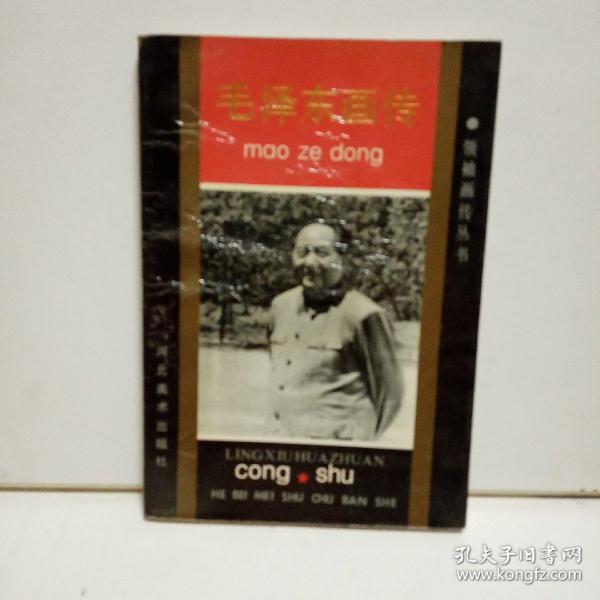 毛泽东画传
mao ze dong
●领袖画传丛书
河北美术出版社
LINGXIUHUAZHUAN
cong ★ shu
HE BEI MEI SHU CHU BAN SHE
孔夫子旧书网
www.kongfz.com